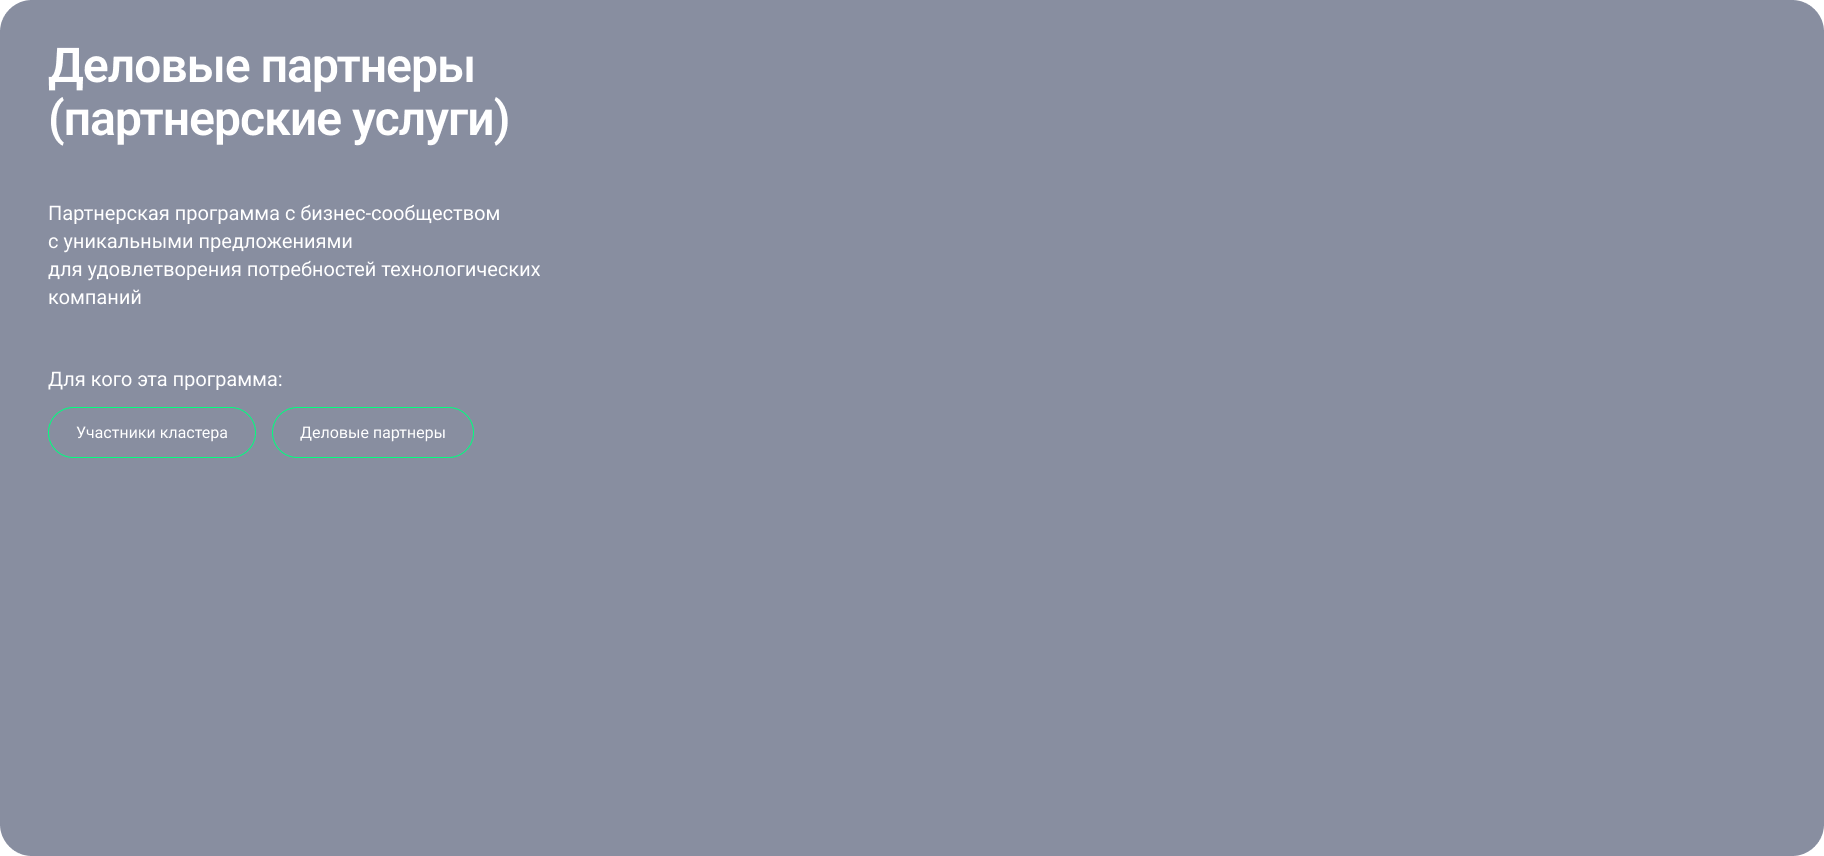 Деловые партнеры
(партнерские услуги)
Партнерская программа с бизнес-сообществом
с уникальными предложениями
для удовлетворения потребностей технологических
компаний
Для кого эта программа:
Участники кластера
Деловые партнеры